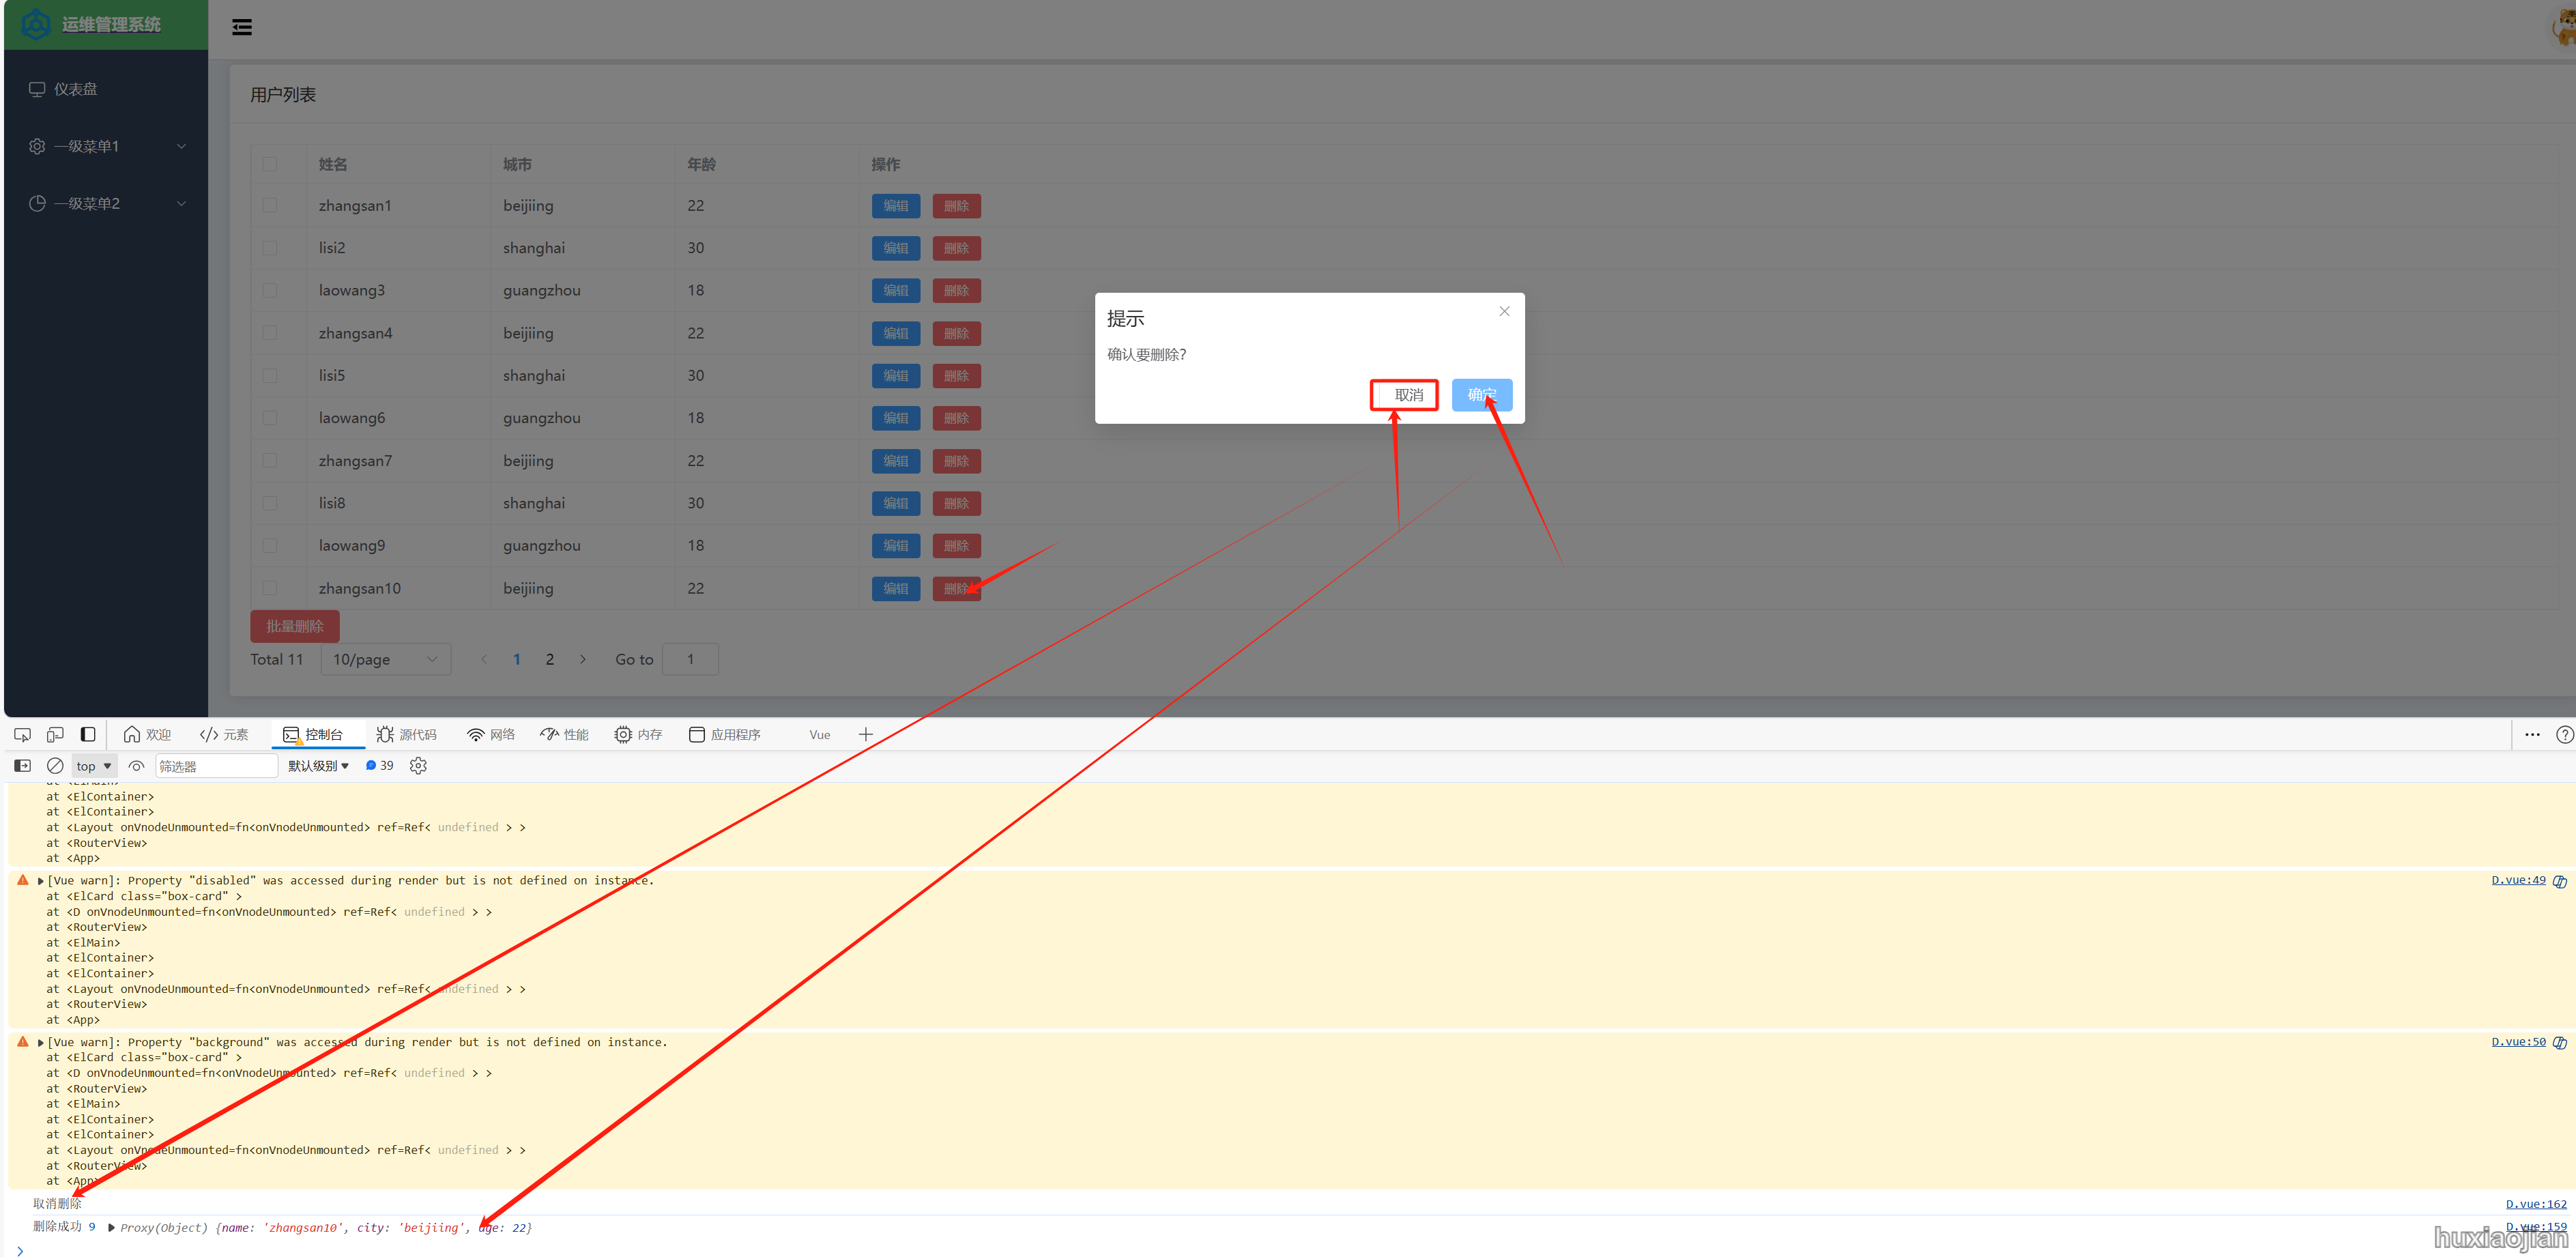 运维管理系统
仪表盘
一级菜单1
一级菜单2
用户列表
姓名 城市 年龄 操作
zhangsan1 beijiing 22 编辑 删除
lisi2 shanghai 30 编辑 删除
laowang3 guangzhou 18 编辑 删除
zhangsan4 beijiing 22 编辑 删除
lisi5 shanghai 30 编辑 删除
laowang6 guangzhou 18 编辑 删除
zhangsan7 beijiing 22 编辑 删除
lisi8 shanghai 30 编辑 删除
laowang9 guangzhou 18 编辑 删除
zhangsan10 beijiing 22 编辑 删除
批量删除
Total 11 10/page 1 2 Go to 1
提示
确认要删除?
取消 确定
欢迎 </> 元素 控制台 源代码 网络 性能 内存 应用程序 Vue
top 筛选器 默认级别 39
at <ElMain>
at <ElContainer>
at <ElContainer>
at <Layout onVnodeUnmounted=fn<onVnodeUnmounted> ref=Ref< undefined > >
at <RouterView>
at <App>
[Vue warn]: Property "disabled" was accessed during render but is not defined on instance. D.vue:49
at <ElCard class="box-card" >
at <D onVnodeUnmounted=fn<onVnodeUnmounted> ref=Ref< undefined > >
at <RouterView>
at <ElMain>
at <ElContainer>
at <ElContainer>
at <Layout onVnodeUnmounted=fn<onVnodeUnmounted> ref=Ref< undefined > >
at <RouterView>
at <App>
[Vue warn]: Property "background" was accessed during render but is not defined on instance. D.vue:50
at <ElCard class="box-card" >
at <D onVnodeUnmounted=fn<onVnodeUnmounted> ref=Ref< undefined > >
at <RouterView>
at <ElMain>
at <ElContainer>
at <ElContainer>
at <Layout onVnodeUnmounted=fn<onVnodeUnmounted> ref=Ref< undefined > >
at <RouterView>
at <App>
取消删除 D.vue:162
删除成功 9 Proxy(Object) {name: 'zhangsan10', city: 'beijiing', age: 22} D.vue:159
huxiaojian